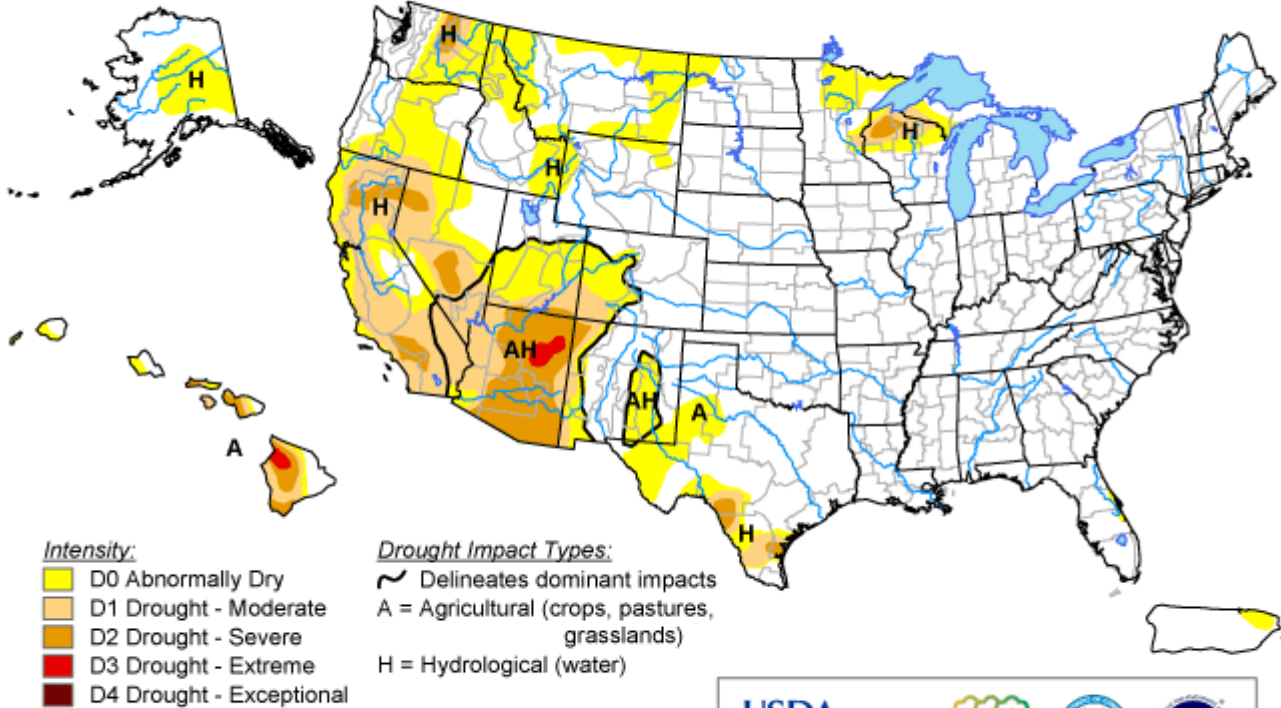 H
H
H
H
H
AH
AH
A
A
H
Intensity:
D0 Abnormally Dry
D1 Drought - Moderate
D2 Drought - Severe
D3 Drought - Extreme
D4 Drought - Exceptional
Drought Impact Types:
Delineates dominant impacts
A = Agricultural (crops, pastures,
grasslands)
H = Hydrological (water)
USDA